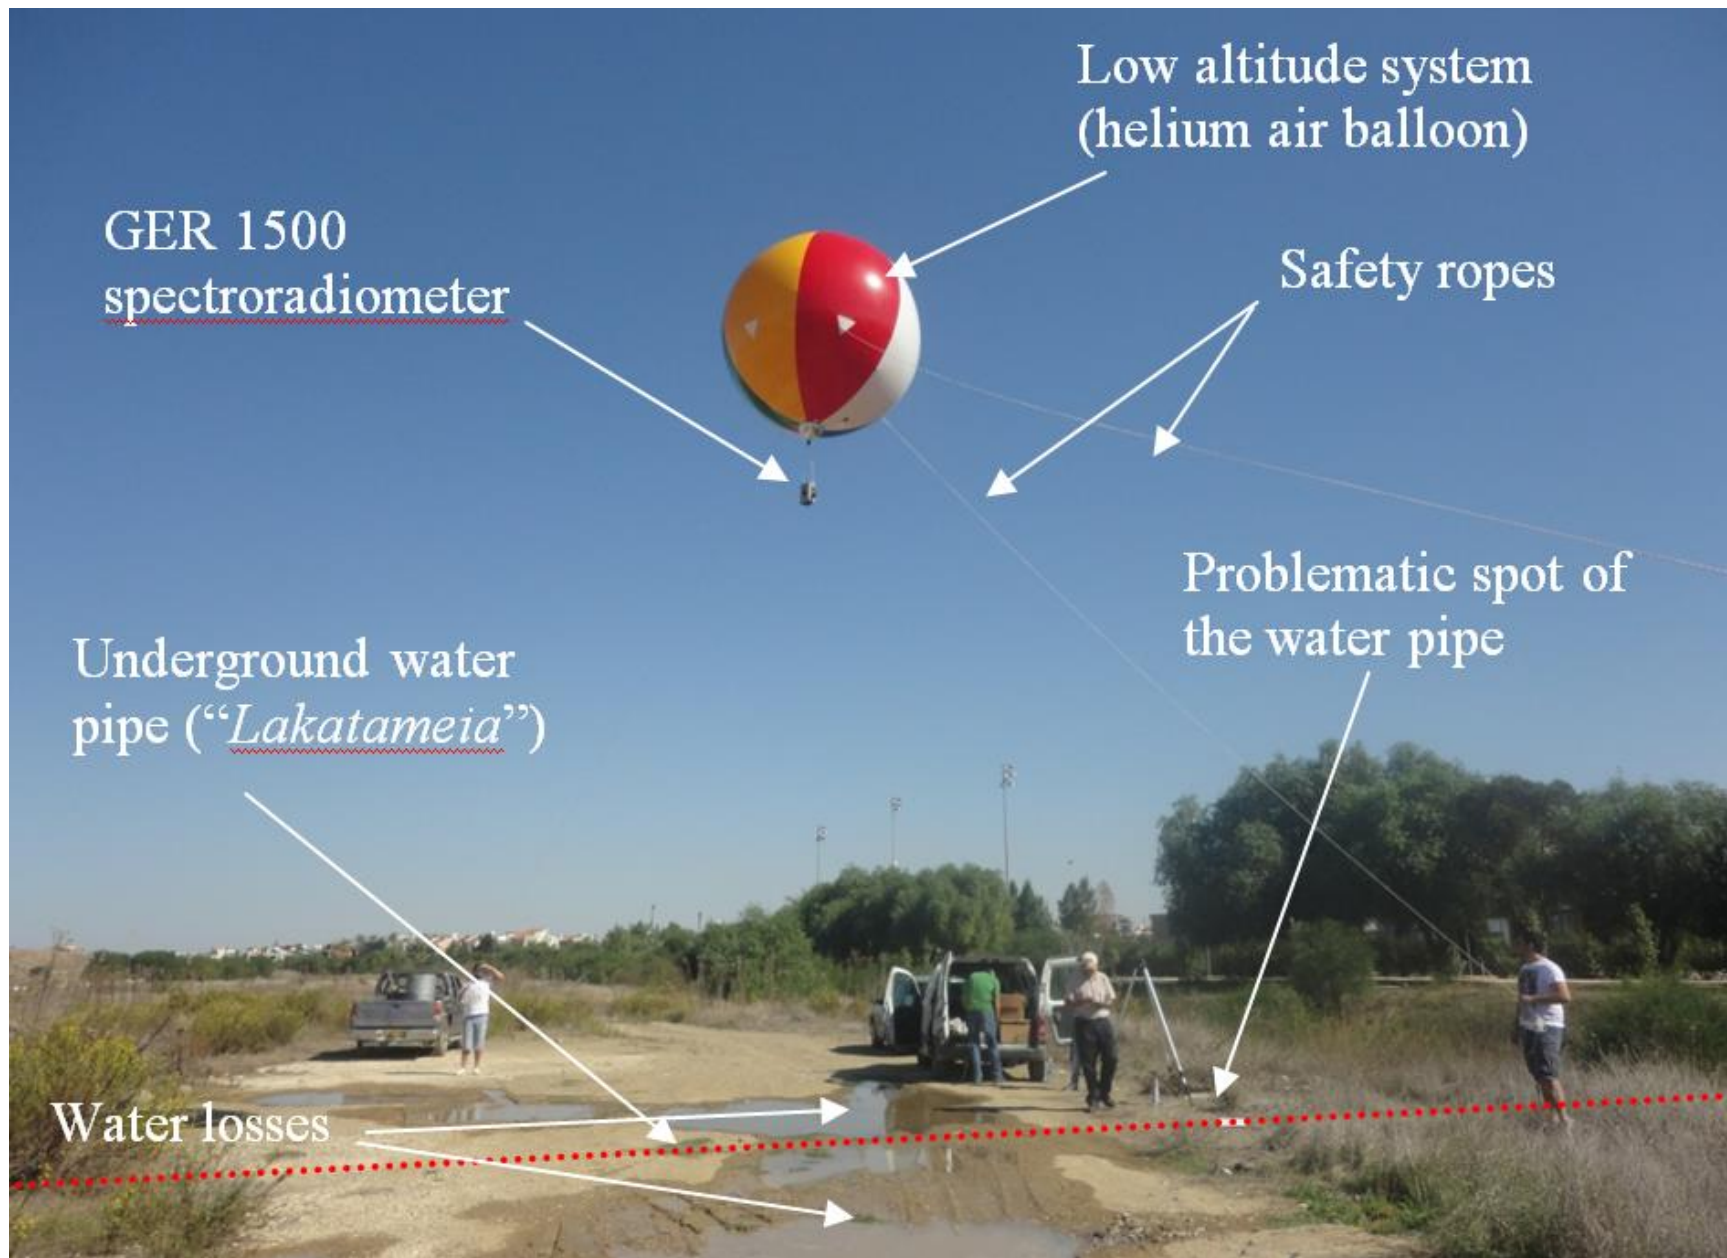 Low altitude system
(helium air balloon)
GER 1500
spectroradiometer
Safety ropes
Problematic spot of
the water pipe
Underground water
pipe (“Lakatameia”)
Water losses